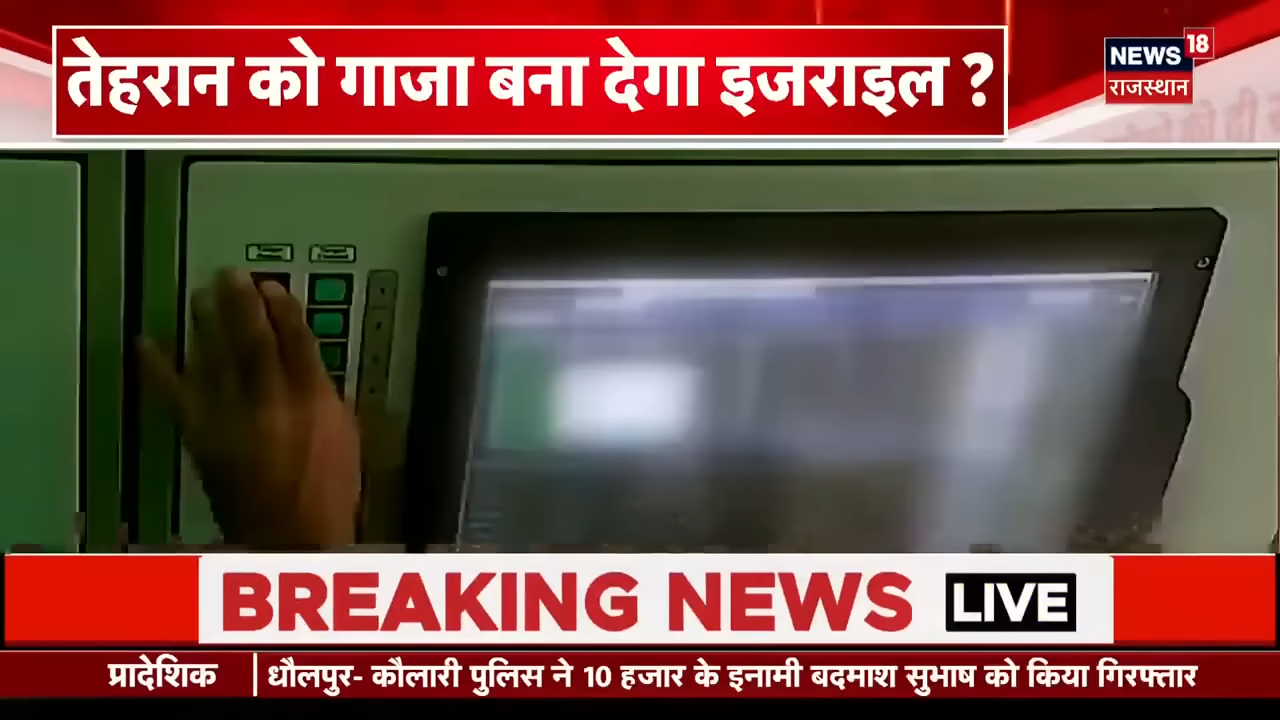 तेहरान को गाजा बना देगा इजराइल ?
NEWS 18
राजस्थान
BREAKING NEWS LIVE
प्रादेशिक
धौलपुर- कौलारी पुलिस ने 10 हजार के इनामी बदमाश सुभाष को किया गिरफ्तार